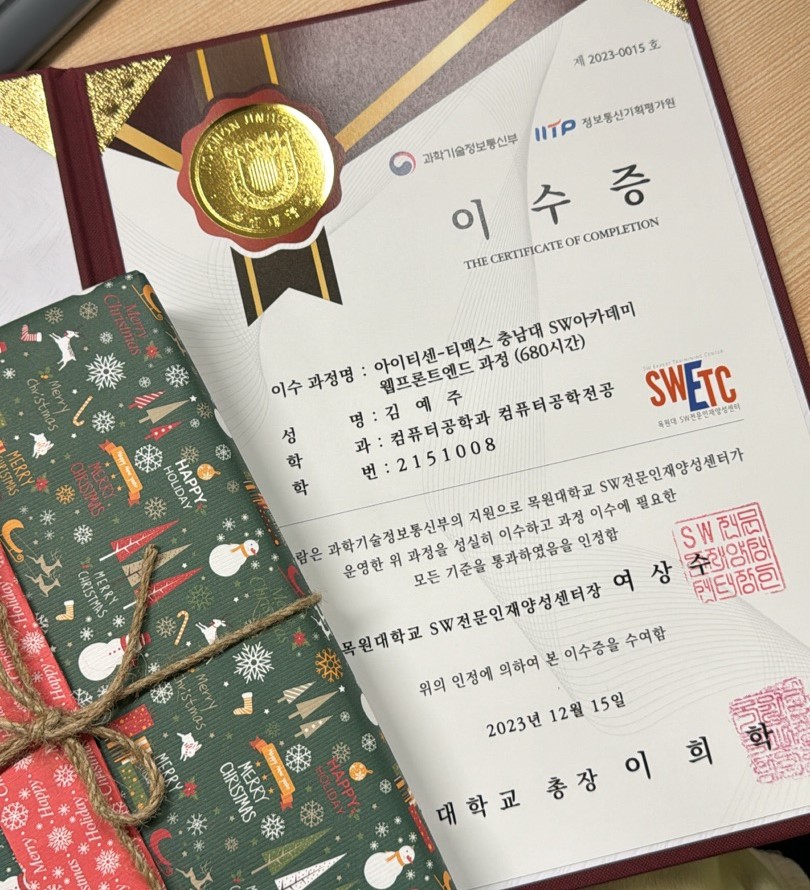 제 2023-0015 호
과학기술정보통신부
IITP 정보통신기획평가원
이 수 증
THE CERTIFICATE OF COMPLETION
이수 과정명 : 아이티센-티맥스 충남대 SW아카데미
웹프론트엔드 과정 (680시간)
성 명 : 김 예 주
학 과 : 컴퓨터공학과 컴퓨터공학전공
학 번 : 2151008
SWETC
목원대 SW전문인재양성센터
람은 과학기술정보통신부의 지원으로 목원대학교 SW전문인재양성센터가
운영한 위 과정을 성실히 이수하고 과정 이수에 필요한
모든 기준을 통과하였음을 인정함
목원대학교 SW전문인재양성센터장 여 상 수
위의 인정에 의하여 본 이수증을 수여함
2023년 12월 15일
대학교 총장 이 희 학
Merry Christmas
Merry Christmas
HAPPY HOLIDAY
MERRY CHRISTMAS
Merry Christmas
MERRY CHRISTMAS
HAPPY HOLIDAY
MERRY